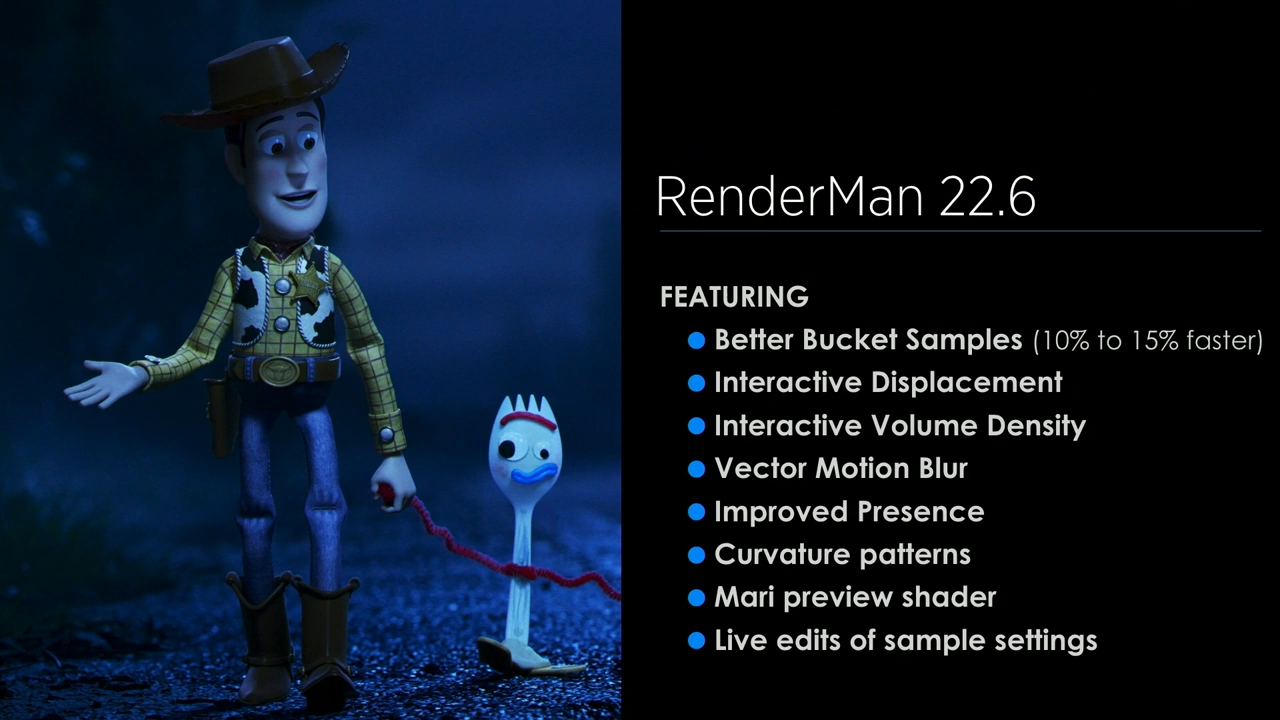 RenderMan 22.6
FEATURING
Better Bucket Samples (10% to 15% faster)
Interactive Displacement
Interactive Volume Density
Vector Motion Blur
Improved Presence
Curvature patterns
Mari preview shader
Live edits of sample settings